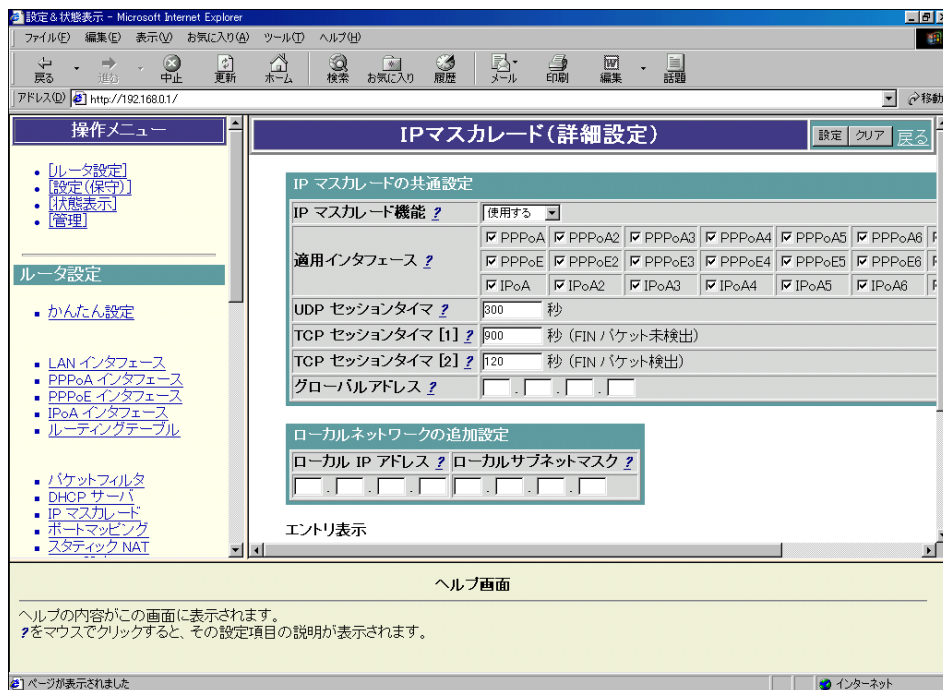 設定&状態表示 - Microsoft Internet Explorer
ファイル(F) 編集(E) 表示(V) お気に入り(A) ツール(T) ヘルプ(H)
戻る 進む 中止 更新 ホーム 検索 お気に入り 履歴 メール 印刷 編集 話題
アドレス(D) http://192.168.0.1/ 移動
操作メニュー
[ルータ設定]
[設定(保守)]
[状態表示]
[管理]
ルータ設定
かんたん設定
LAN インタフェース
PPPoA インタフェース
PPPoE インタフェース
IPoA インタフェース
ルーティングテーブル
パケットフィルタ
DHCP サーバ
IP マスカレード
ポートマッピング
スタティック NAT
IPマスカレード(詳細設定) 設定 クリア 戻る
IP マスカレードの共通設定
IP マスカレード機能 ? 使用する
適用インタフェース ?
PPPoA PPPoA2 PPPoA3 PPPoA4 PPPoA5 PPPoA6
PPPoE PPPoE2 PPPoE3 PPPoE4 PPPoE5 PPPoE6
IPoA IPoA2 IPoA3 IPoA4 IPoA5 IPoA6
UDP セッションタイマ ? 300 秒
TCP セッションタイマ [1] ? 900 秒 (FIN パケット未検出)
TCP セッションタイマ [2] ? 120 秒 (FIN パケット検出)
グローバルアドレス ? . . .
ローカルネットワークの追加設定
ローカル IP アドレス ? ローカルサブネットマスク ?
. . . . . .
エントリ表示
ヘルプ画面
ヘルプの内容がこの画面に表示されます。
?をマウスでクリックすると、その設定項目の説明が表示されます。
ページが表示されました インターネット